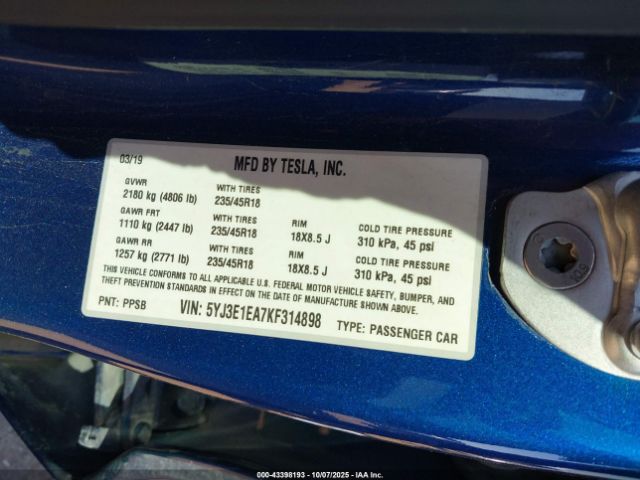 03/19 MFD BY TESLA, INC.
GVWR WITH TIRES
2180 kg (4806 lb) 235/45R18
GAWR FRT WITH TIRES RIM COLD TIRE PRESSURE
1110 kg (2447 lb) 235/45R18 18X8.5 J 310 kPa, 45 psi
GAWR RR WITH TIRES RIM COLD TIRE PRESSURE
1257 kg (2771 lb) 235/45R18 18X8.5 J 310 kPa, 45 psi
THIS VEHICLE CONFORMS TO ALL APPLICABLE U.S. FEDERAL MOTOR VEHICLE SAFETY, BUMPER, AND
THEFT PREVENTION STANDARDS IN EFFECT ON THE DATE OF MANUFACTURE SHOWN ABOVE.
PNT: PPSB VIN: 5YJ3E1EA7KF314898 TYPE: PASSENGER CAR
000-43398193 - 10/07/2025 - IAA Inc.